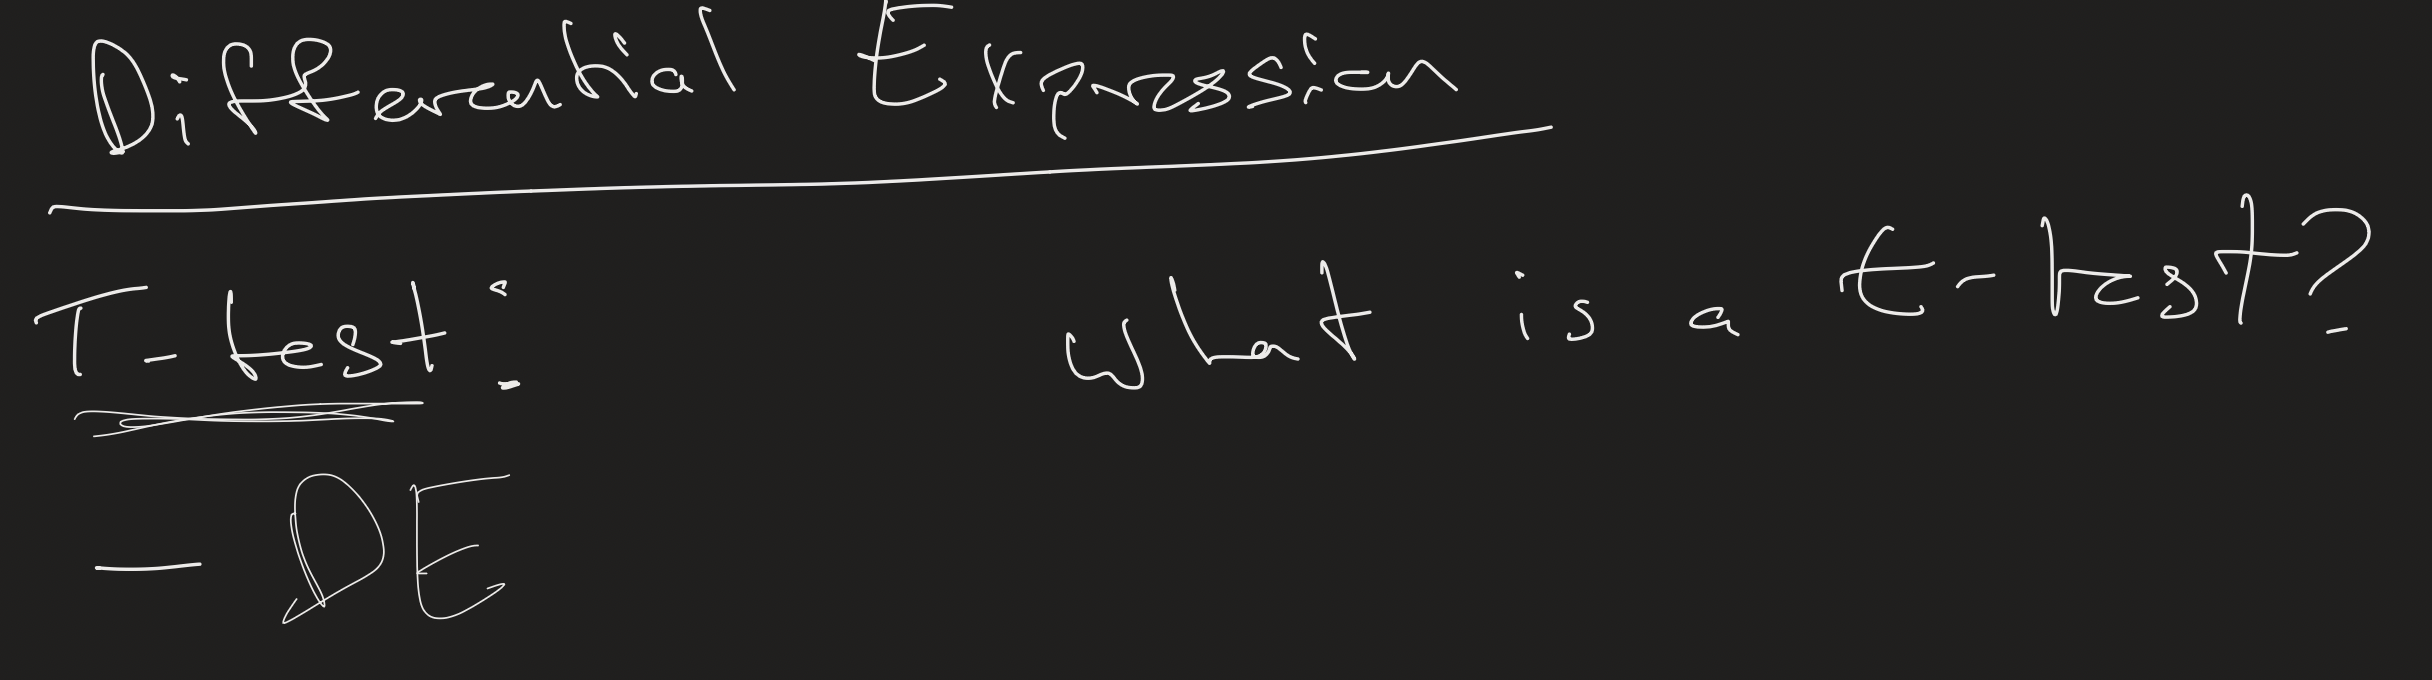 Differential Expression
T-test: What is a t-test?
- DE